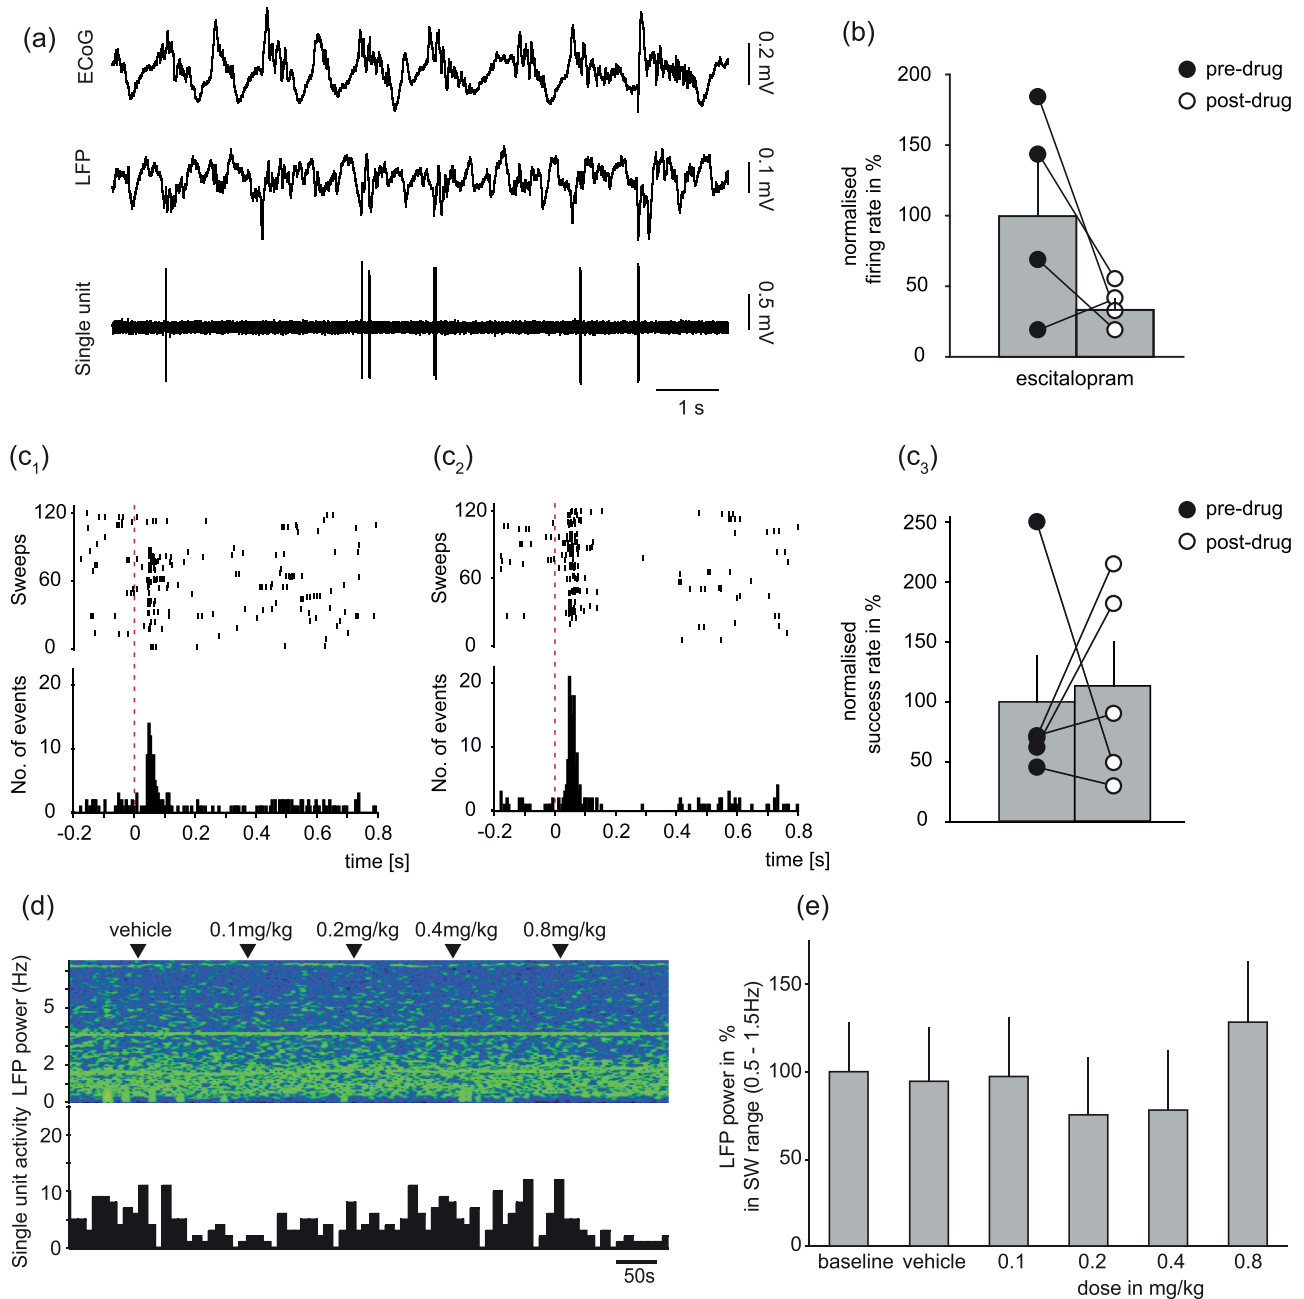 (a)
ECoG
0.2 mV
LFP
0.1 mV
Single unit
0.5 mV
1 s
(b)
pre-drug
post-drug
normalised
firing rate in %
200
150
100
50
0
escitalopram
(c1)
Sweeps
120
60
0
No. of events
20
10
0
-0.2 0 0.2 0.4 0.6 0.8
time [s]
(c2)
Sweeps
120
60
0
No. of events
20
10
0
-0.2 0 0.2 0.4 0.6 0.8
time [s]
(c3)
pre-drug
post-drug
normalised
success rate in %
250
200
150
100
50
0
(d)
vehicle 0.1mg/kg 0.2mg/kg 0.4mg/kg 0.8mg/kg
LFP power (Hz)
5
2
0
Single unit activity
20
10
0
50s
(e)
LFP power in %
in SW range (0.5 - 1.5Hz)
150
100
50
0
baseline vehicle 0.1 0.2 0.4 0.8
dose in mg/kg